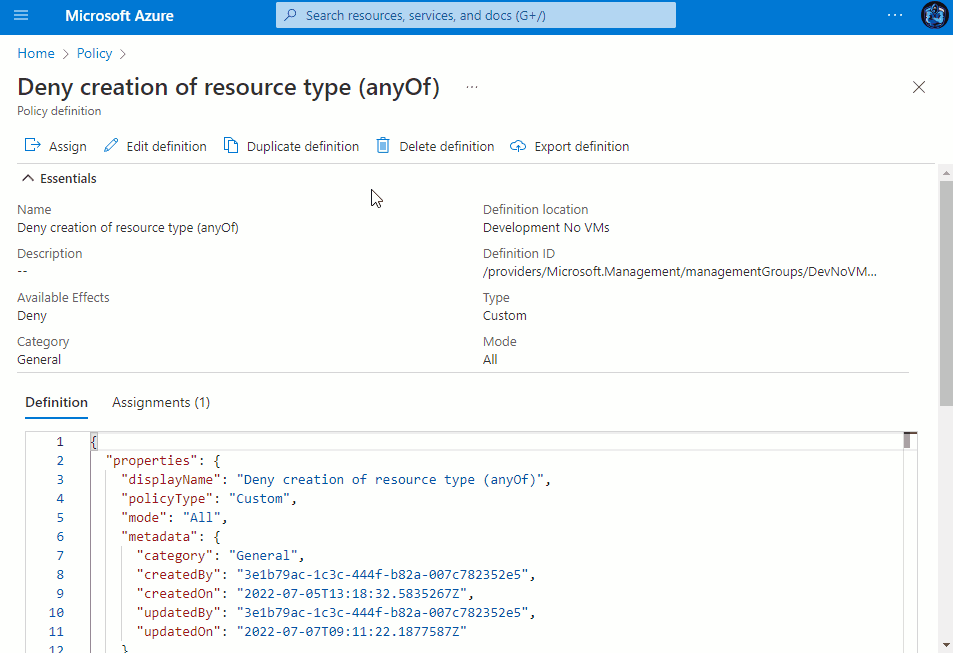 Microsoft Azure
Search resources, services, and docs (G+/)
Home > Policy >
Deny creation of resource type (anyOf) ...
Policy definition
Assign Edit definition Duplicate definition Delete definition Export definition
Essentials
Name
Deny creation of resource type (anyOf)
Description
--
Available Effects
Deny
Category
General
Definition location
Development No VMs
Definition ID
/providers/Microsoft.Management/managementGroups/DevNoVM...
Type
Custom
Mode
All
Definition Assignments (1)
1 {
2 "properties": {
3 "displayName": "Deny creation of resource type (anyOf)",
4 "policyType": "Custom",
5 "mode": "All",
6 "metadata": {
7 "category": "General",
8 "createdBy": "3e1b79ac-1c3c-444f-b82a-007c782352e5",
9 "createdOn": "2022-07-05T13:18:32.5835267Z",
10 "updatedBy": "3e1b79ac-1c3c-444f-b82a-007c782352e5",
11 "updatedOn": "2022-07-07T09:11:22.1877587Z"
12 }